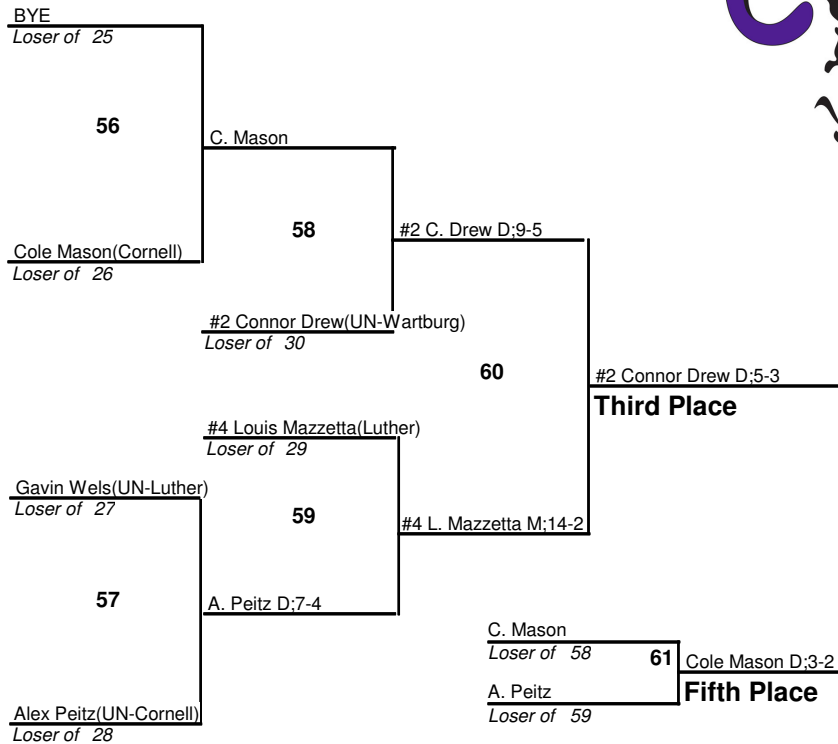 BYE
Loser of 25
56
C. Mason
Cole Mason(Cornell)
Loser of 26
58
#2 C. Drew D;9-5
#2 Connor Drew(UN-Wartburg)
Loser of 30
60
#2 Connor Drew D;5-3
Third Place
#4 Louis Mazzetta(Luther)
Loser of 29
Gavin Wels(UN-Luther)
Loser of 27
59
#4 L. Mazzetta M;14-2
57
A. Peitz D;7-4
Alex Peitz(UN-Cornell)
Loser of 28
C. Mason
Loser of 58
61
Cole Mason D;3-2
Fifth Place
A. Peitz
Loser of 59